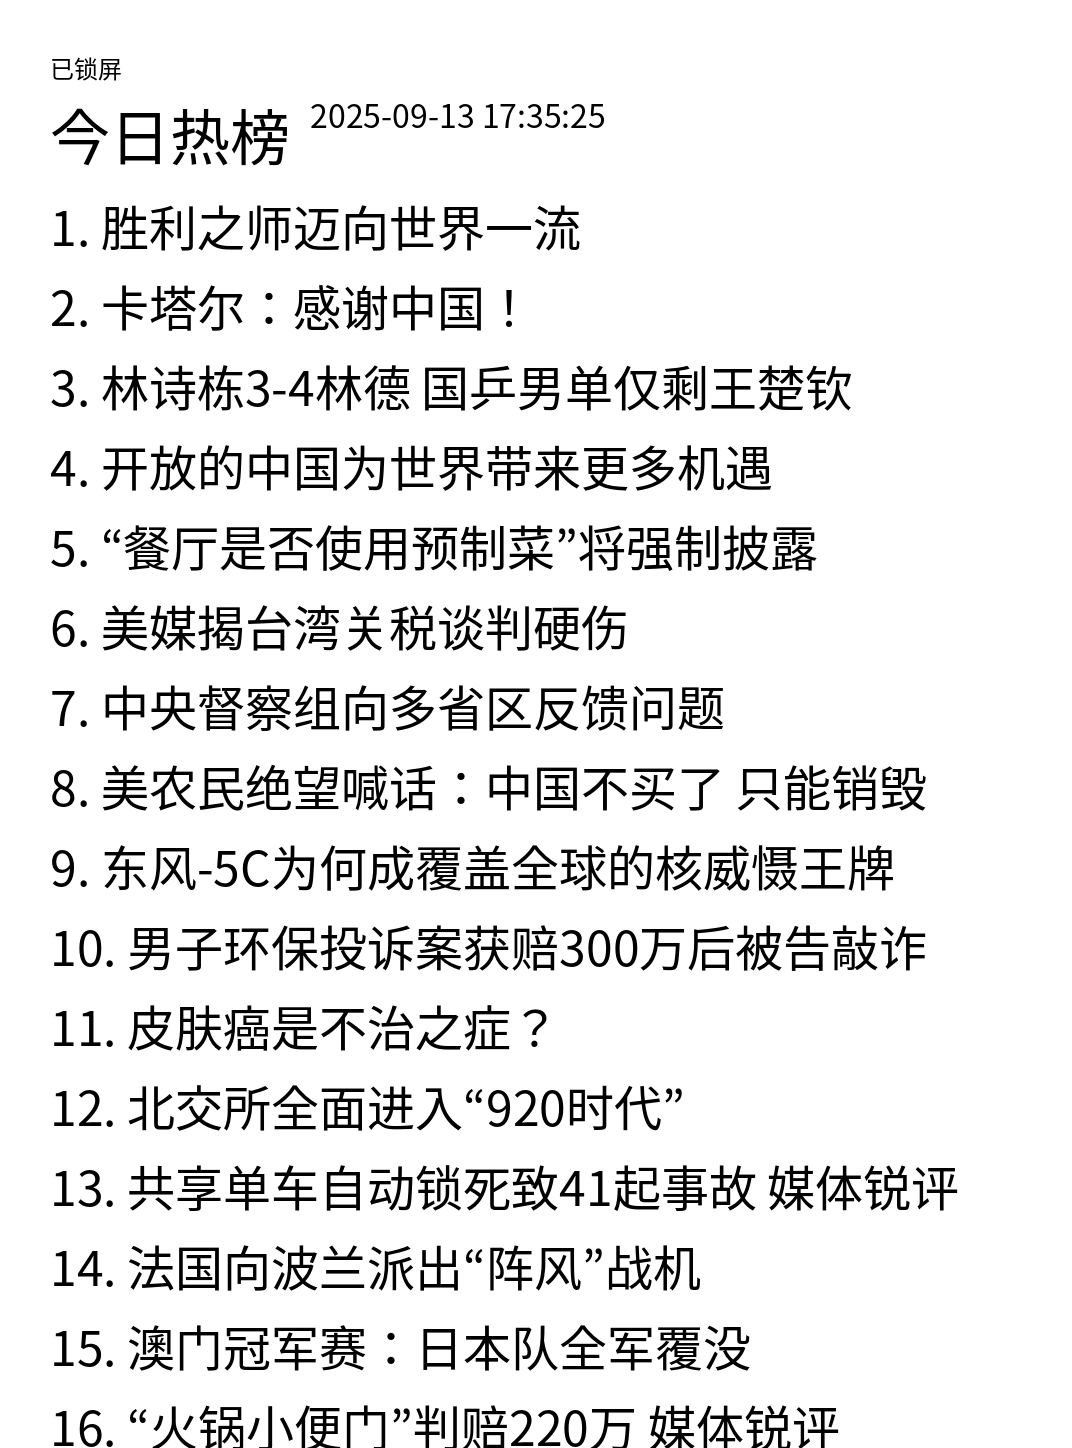 已锁屏
今日热榜 2025-09-13 17:35:25
1. 胜利之师迈向世界一流
2. 卡塔尔：感谢中国！
3. 林诗栋3-4林德 国乒男单仅剩王楚钦
4. 开放的中国为世界带来更多机遇
5. “餐厅是否使用预制菜”将强制披露
6. 美媒揭台湾关税谈判硬伤
7. 中央督察组向多省区反馈问题
8. 美农民绝望喊话：中国不买了 只能销毁
9. 东风-5C为何成覆盖全球的核威慑王牌
10. 男子环保投诉案获赔300万后被告敲诈
11. 皮肤癌是不治之症？
12. 北交所全面进入“920时代”
13. 共享单车自动锁死致41起事故 媒体锐评
14. 法国向波兰派出“阵风”战机
15. 澳门冠军赛：日本队全军覆没
16. “火锅小便门”判赔220万 媒体锐评